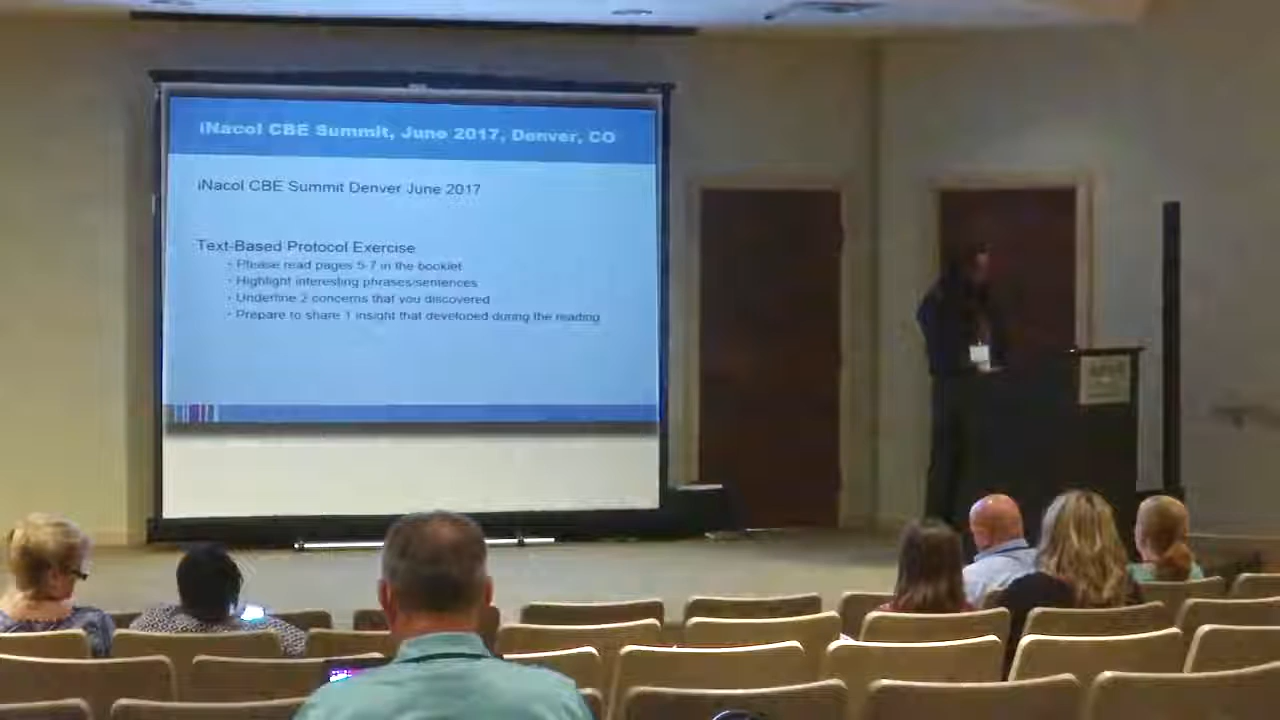 iNacol CBE Summit, June 2017, Denver, CO
iNacol CBE Summit Denver June 2017
Text-Based Protocol Exercise
· Please read pages 5-7 in the booklet
· Highlight interesting phrases/sentences
· Underline 2 concerns that you discovered
· Prepare to share 1 insight that developed during the reading